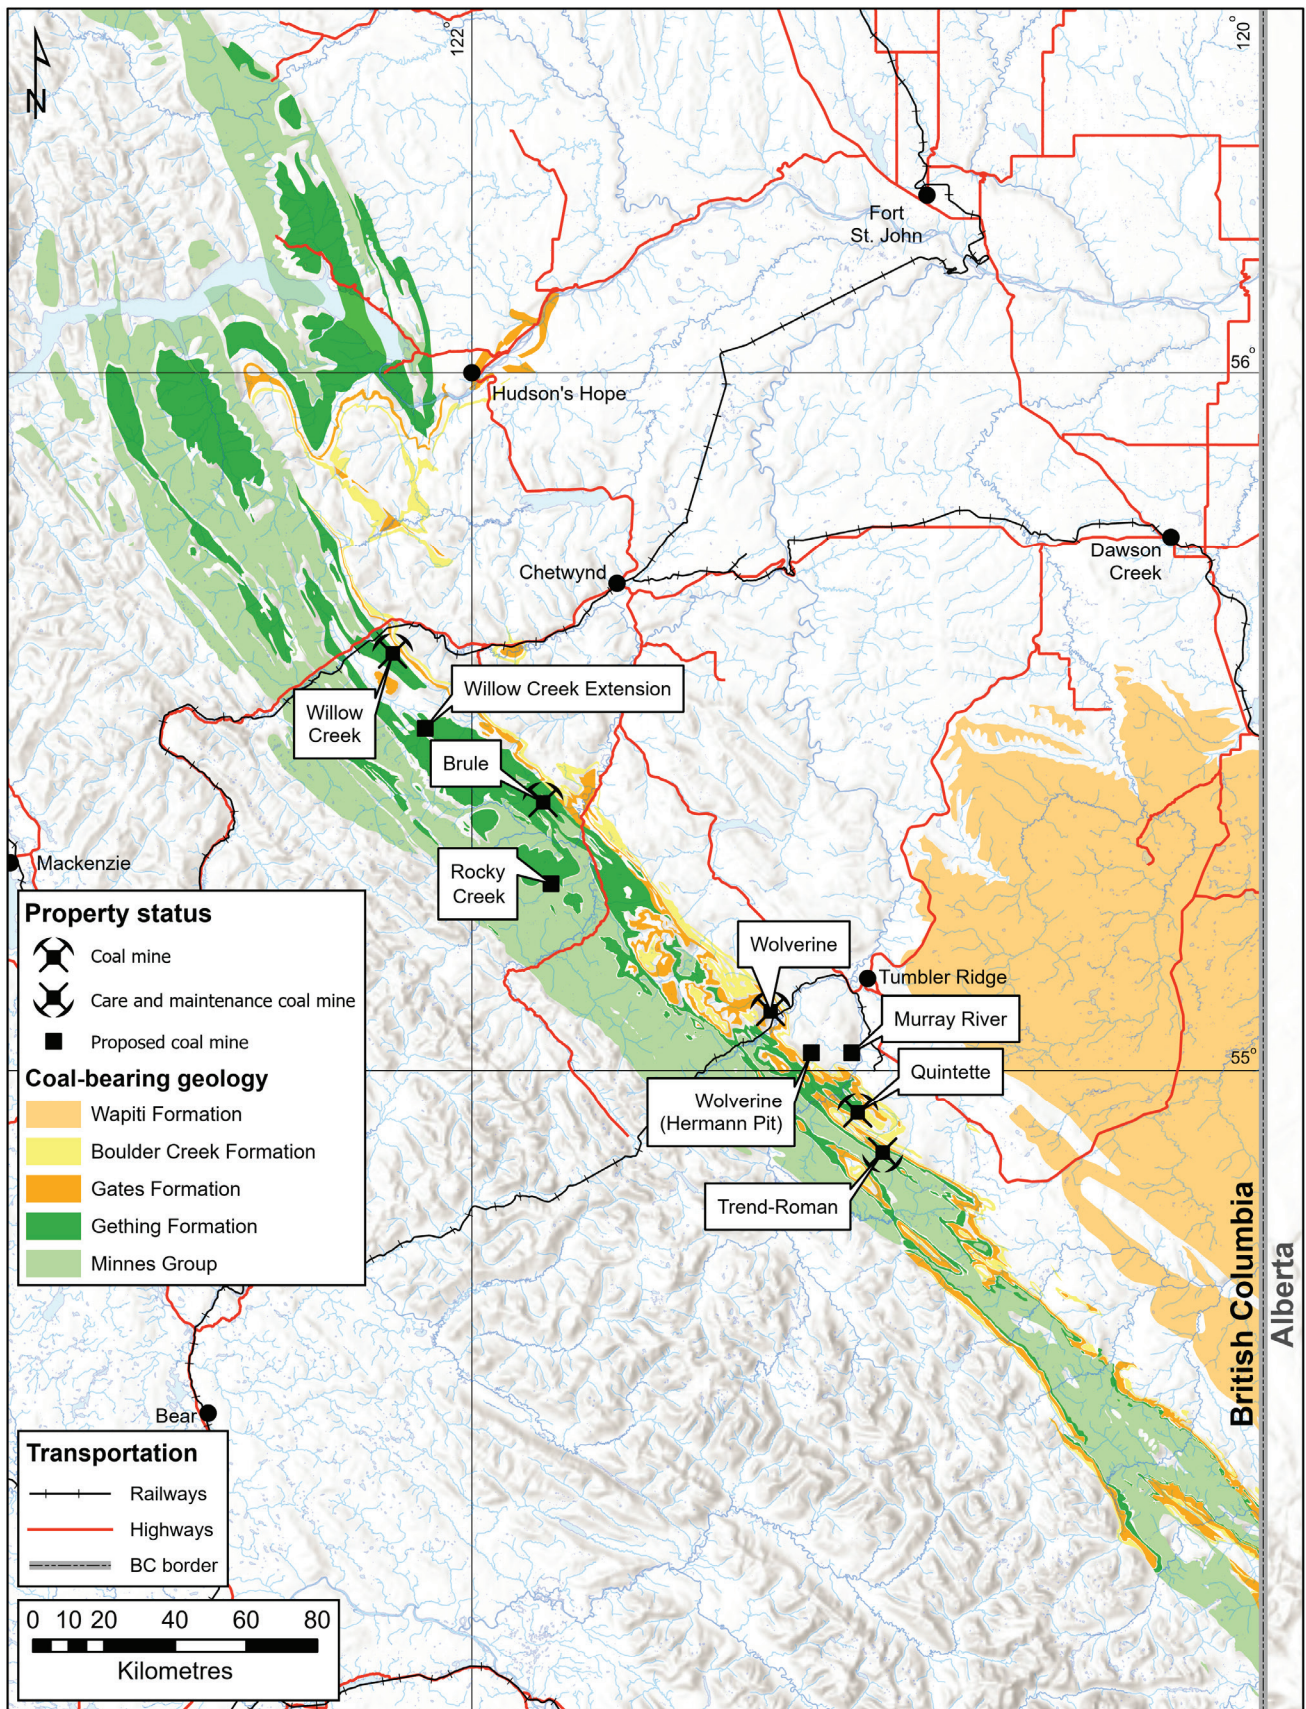 122°
120°
N
Fort
St. John
56°
Hudson's Hope
Dawson
Creek
Chetwynd
Willow Creek Extension
Willow
Creek
Brule
Mackenzie
Rocky
Creek
Property status
Coal mine
Care and maintenance coal mine
Proposed coal mine
Coal-bearing geology
Wapiti Formation
Boulder Creek Formation
Gates Formation
Gething Formation
Minnes Group
Wolverine
Tumbler Ridge
Murray River
55°
Quintette
Wolverine
(Hermann Pit)
Trend-Roman
British Columbia
Alberta
Bear
Transportation
Railways
Highways
BC border
0 10 20 40 60 80
Kilometres